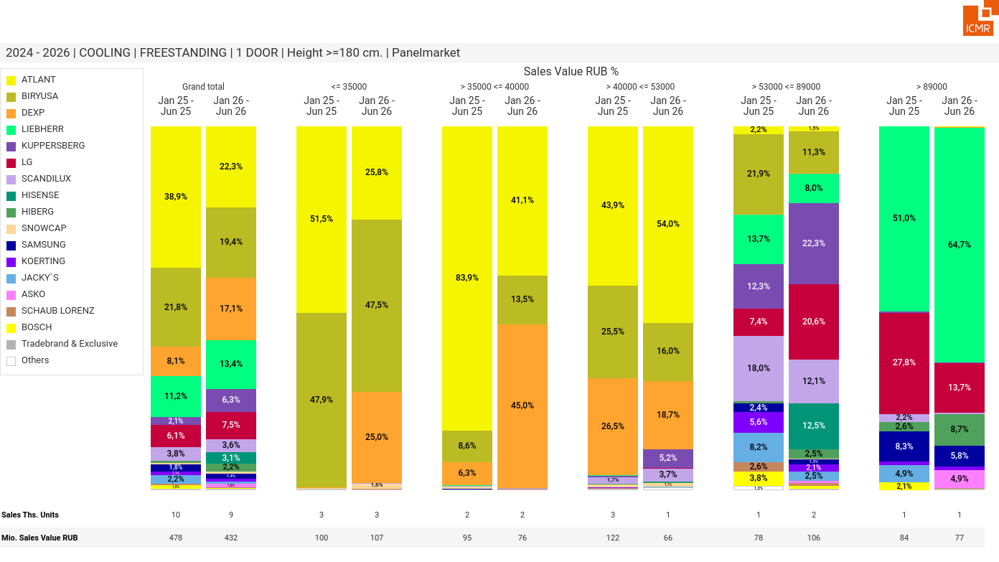 ICMR
2024 - 2026 | COOLING | FREESTANDING | 1 DOOR | Height >=180 cm. | Panelmarket
Sales Value RUB %
ATLANT
BIRYUSA
DEXP
LIEBHERR
KUPPERSBERG
LG
SCANDILUX
HISENSE
HIBERG
SNOWCAP
SAMSUNG
KOERTING
JACKY`S
ASKO
SCHAUB LORENZ
BOSCH
Tradebrand & Exclusive
Others
Grand total
Jan 25 -
Jun 25
38,9%
21,8%
8,1%
11,2%
2,1%
6,1%
3,8%
1,8%
1,1%
2,2%
1,0%
Jan 26 -
Jun 26
22,3%
19,4%
17,1%
13,4%
6,3%
7,5%
3,6%
3,1%
2,2%
1,4%
1,0%
<= 35000
Jan 25 -
Jun 25
51,5%
47,9%
Jan 26 -
Jun 26
25,8%
47,5%
25,0%
1,6%
> 35000 <= 40000
Jan 25 -
Jun 25
83,9%
8,6%
6,3%
Jan 26 -
Jun 26
41,1%
13,5%
45,0%
> 40000 <= 53000
Jan 25 -
Jun 25
43,9%
25,5%
26,5%
1,7%
Jan 26 -
Jun 26
54,0%
16,0%
18,7%
5,2%
3,7%
1,1%
> 53000 <= 89000
Jan 25 -
Jun 25
2,2%
21,9%
13,7%
12,3%
7,4%
18,0%
2,4%
5,6%
8,2%
2,6%
3,8%
1,3%
Jan 26 -
Jun 26
1,5%
11,3%
8,0%
22,3%
20,6%
12,1%
12,5%
2,5%
1,3%
2,1%
2,5%
> 89000
Jan 25 -
Jun 25
51,0%
27,8%
2,2%
2,6%
8,3%
4,9%
2,1%
Jan 26 -
Jun 26
64,7%
13,7%
8,7%
5,8%
4,9%
Sales Ths. Units 10 9 3 3 2 2 3 1 1 2 1 1
Mio. Sales Value RUB 478 432 100 107 95 76 122 66 78 106 84 77